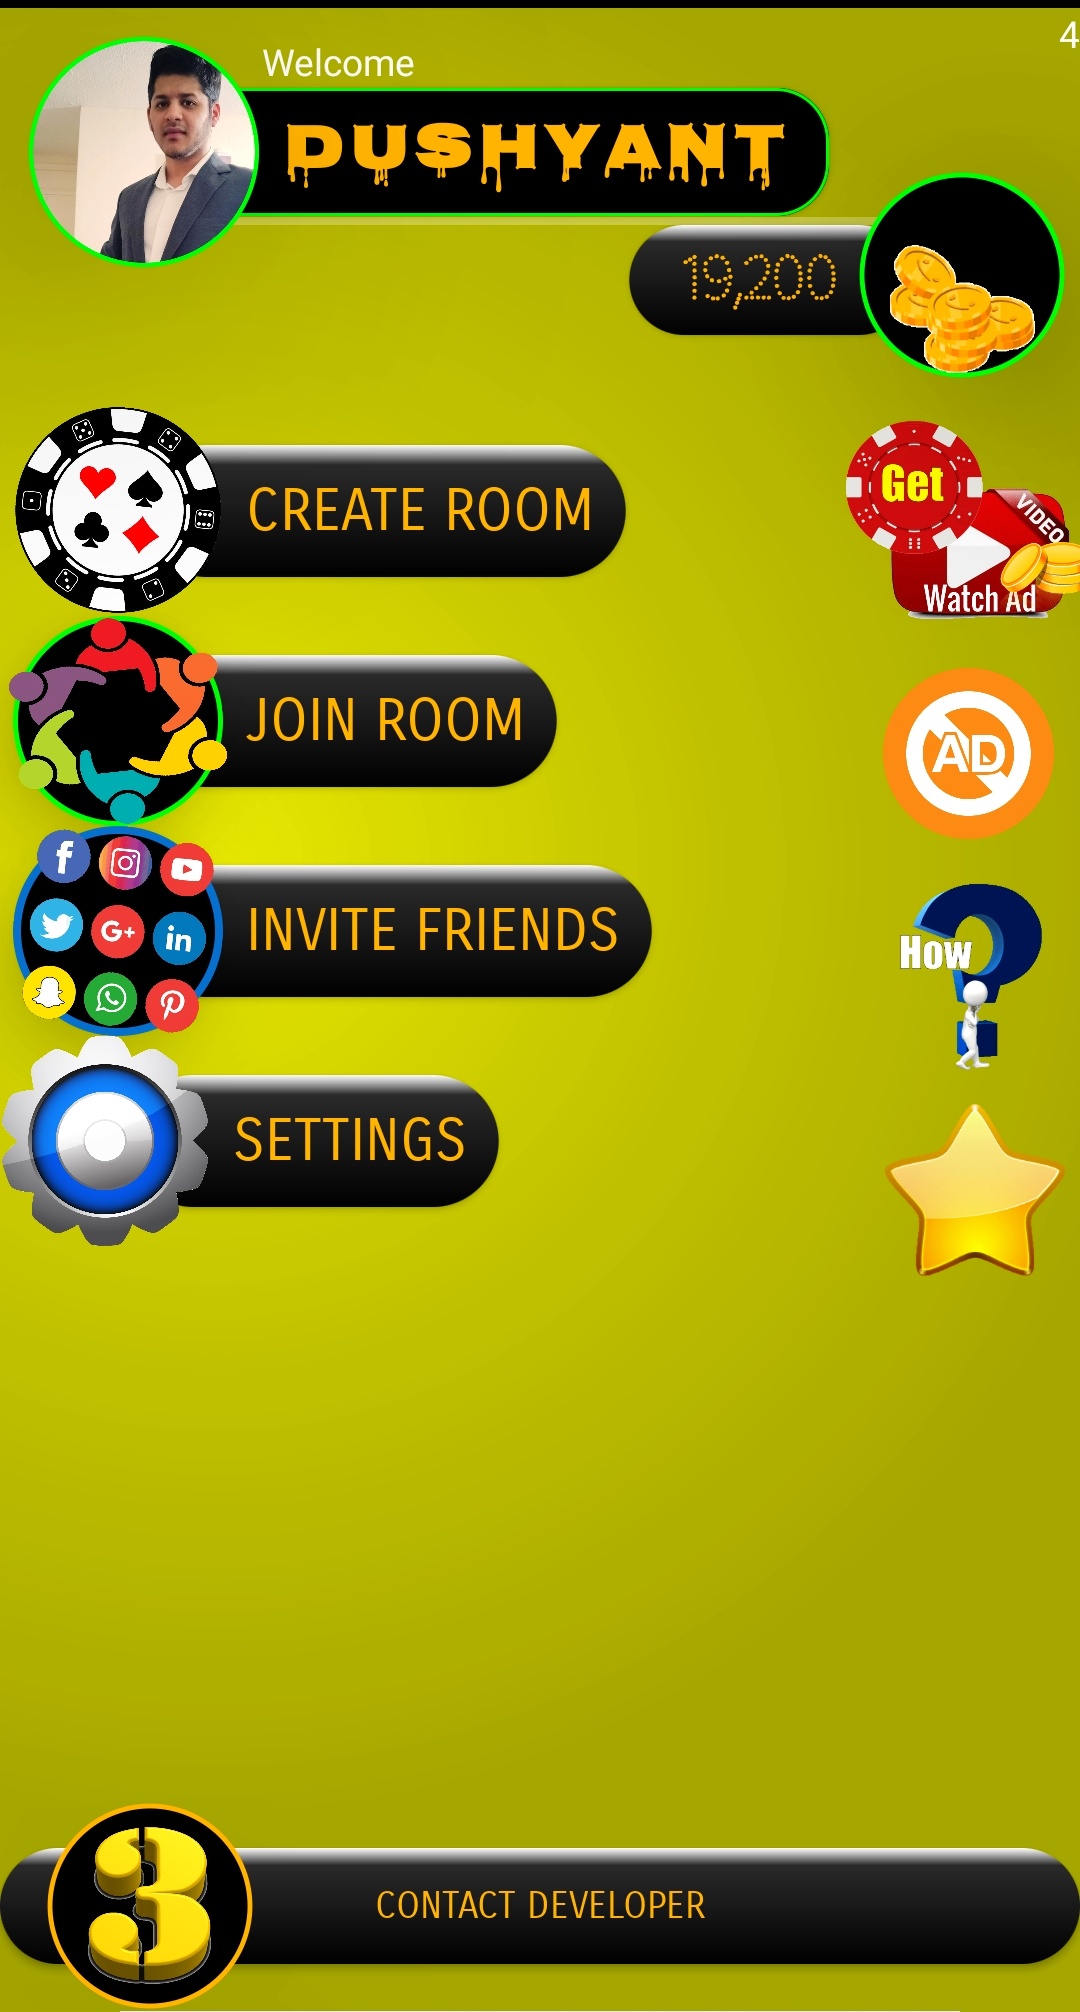 4
Welcome
DUSHYANT
19,200
CREATE ROOM
Get
VIDEO
Watch Ad
JOIN ROOM
AD
INVITE FRIENDS
G+
in
How
SETTINGS
3
CONTACT DEVELOPER